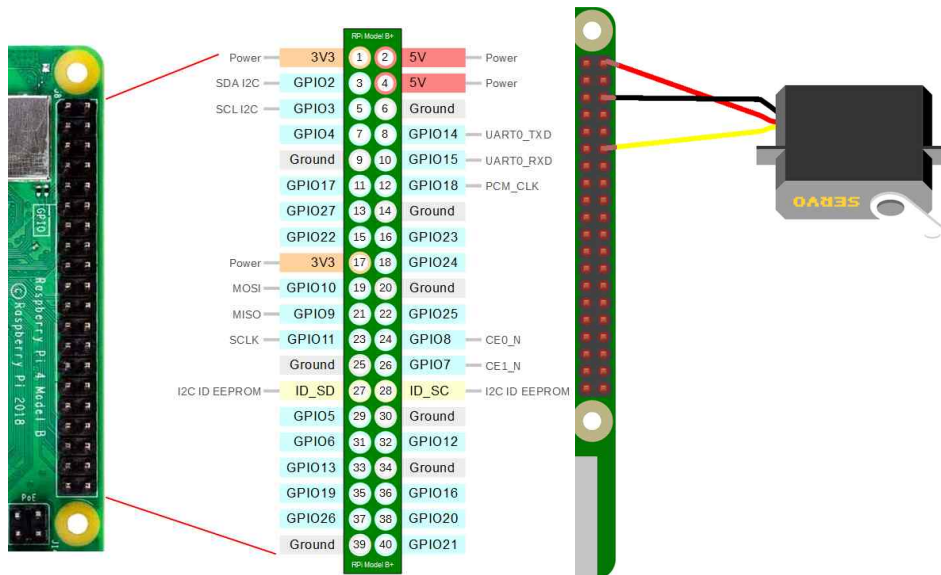 RPi Model B+
Power 3V3 1 2 5V Power
SDA I2C GPIO2 3 4 5V Power
SCL I2C GPIO3 5 6 Ground
GPIO4 7 8 GPIO14 UART0_TXD
Ground 9 10 GPIO15 UART0_RXD
GPIO17 11 12 GPIO18 PCM_CLK
GPIO27 13 14 Ground
GPIO22 15 16 GPIO23
Power 3V3 17 18 GPIO24
MOSI GPIO10 19 20 Ground
MISO GPIO9 21 22 GPIO25
SCLK GPIO11 23 24 GPIO8 CE0_N
Ground 25 26 GPIO7 CE1_N
I2C ID EEPROM ID_SD 27 28 ID_SC I2C ID EEPROM
GPIO5 29 30 Ground
GPIO6 31 32 GPIO12
GPIO13 33 34 Ground
GPIO19 35 36 GPIO16
GPIO26 37 38 GPIO20
Ground 39 40 GPIO21
RPi Model B+
GPIO
Raspberry Pi 4 Model B
© Raspberry Pi 2018
PoE
SERVO